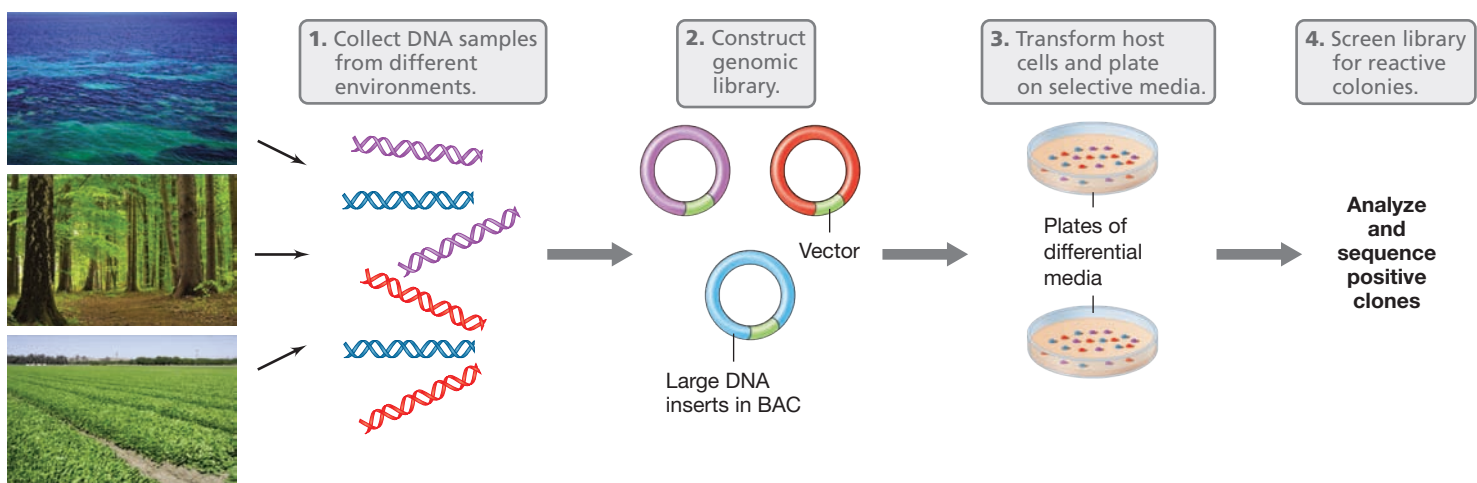 1. Collect DNA samples
from different
environments.
2. Construct
genomic
library.
3. Transform host
cells and plate
on selective media.
4. Screen library
for reactive
colonies.
Vector
Large DNA
inserts in BAC
Plates of
differential
media
Analyze
and
sequence
positive
clones